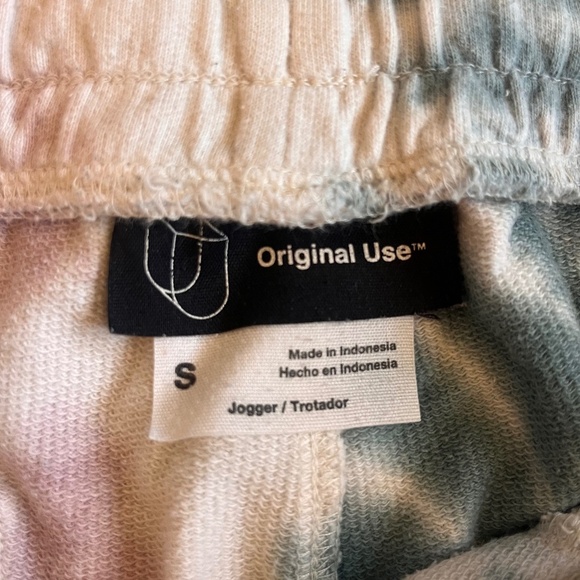 Original Use™
S
Made in Indonesia
Hecho en Indonesia
Jogger / Trotador